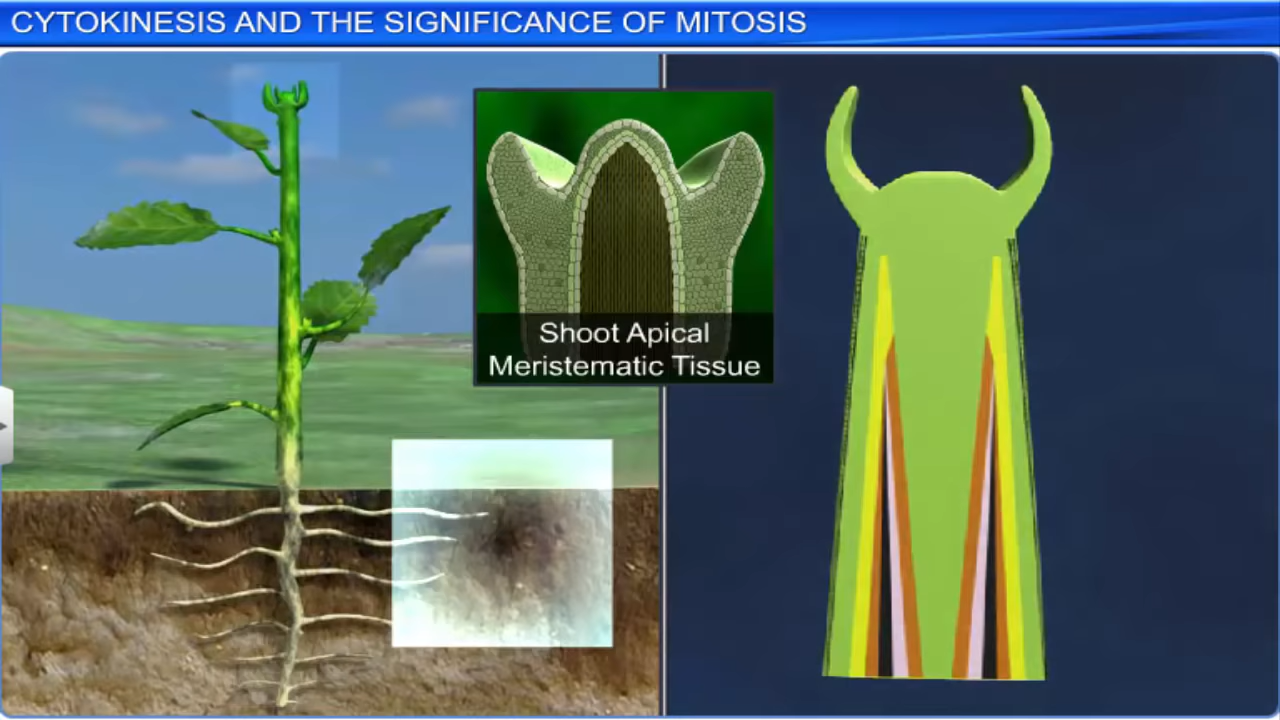 CYTOKINESIS AND THE SIGNIFICANCE OF MITOSIS
Shoot Apical
Meristematic Tissue